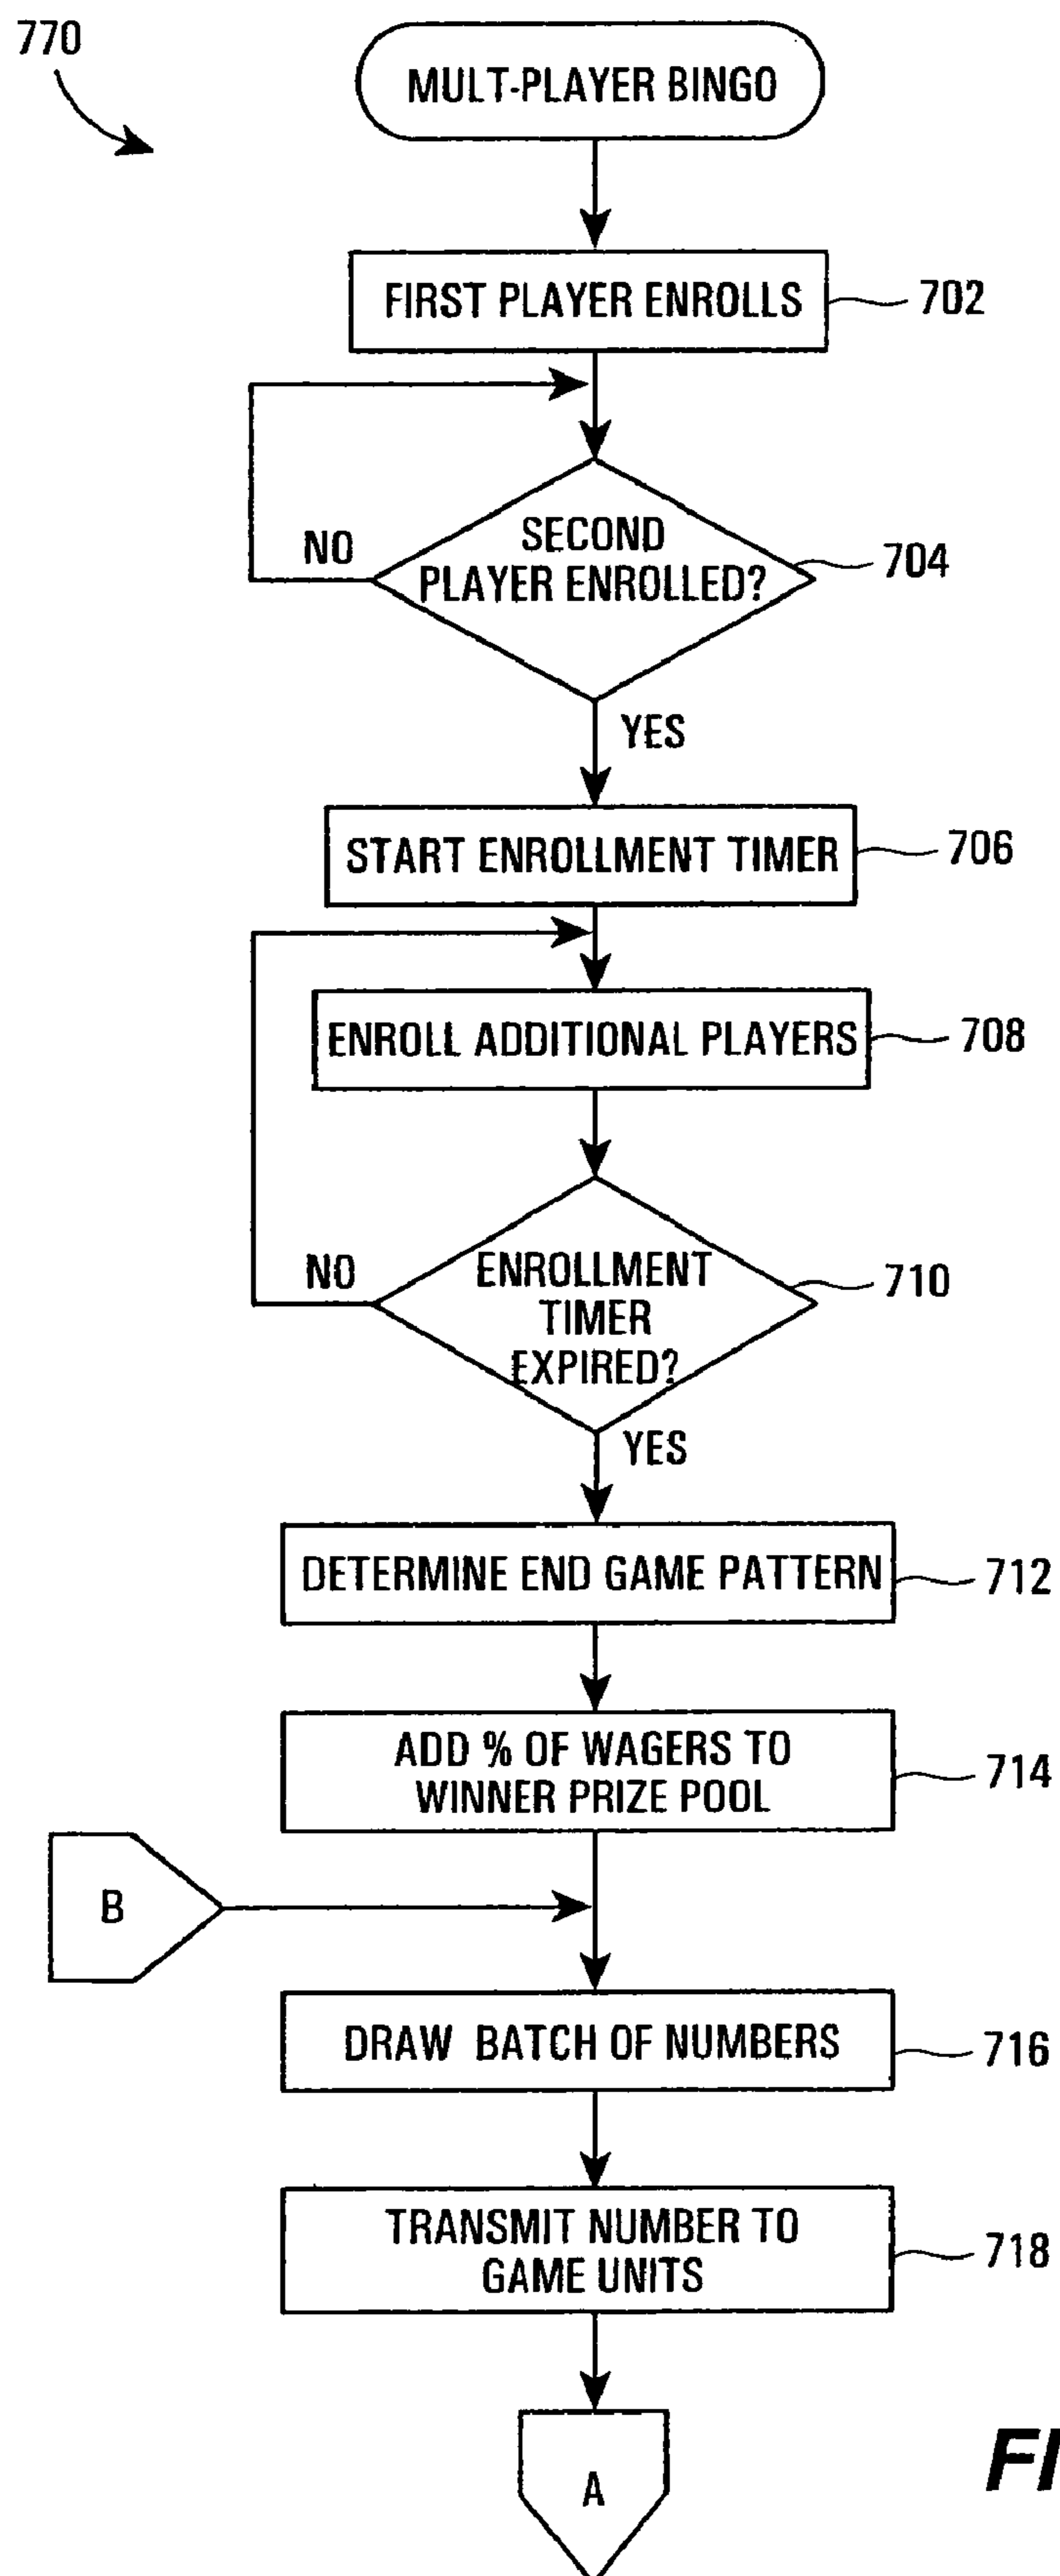 770
MULT-PLAYER BINGO
FIRST PLAYER ENROLLS
702
NO
SECOND
PLAYER ENROLLED?
704
YES
START ENROLLMENT TIMER
706
ENROLL ADDITIONAL PLAYERS
708
NO
ENROLLMENT
TIMER
EXPIRED?
710
YES
DETERMINE END GAME PATTERN
712
ADD % OF WAGERS TO
WINNER PRIZE POOL
714
B
DRAW BATCH OF NUMBERS
716
TRANSMIT NUMBER TO
GAME UNITS
718
A
FI